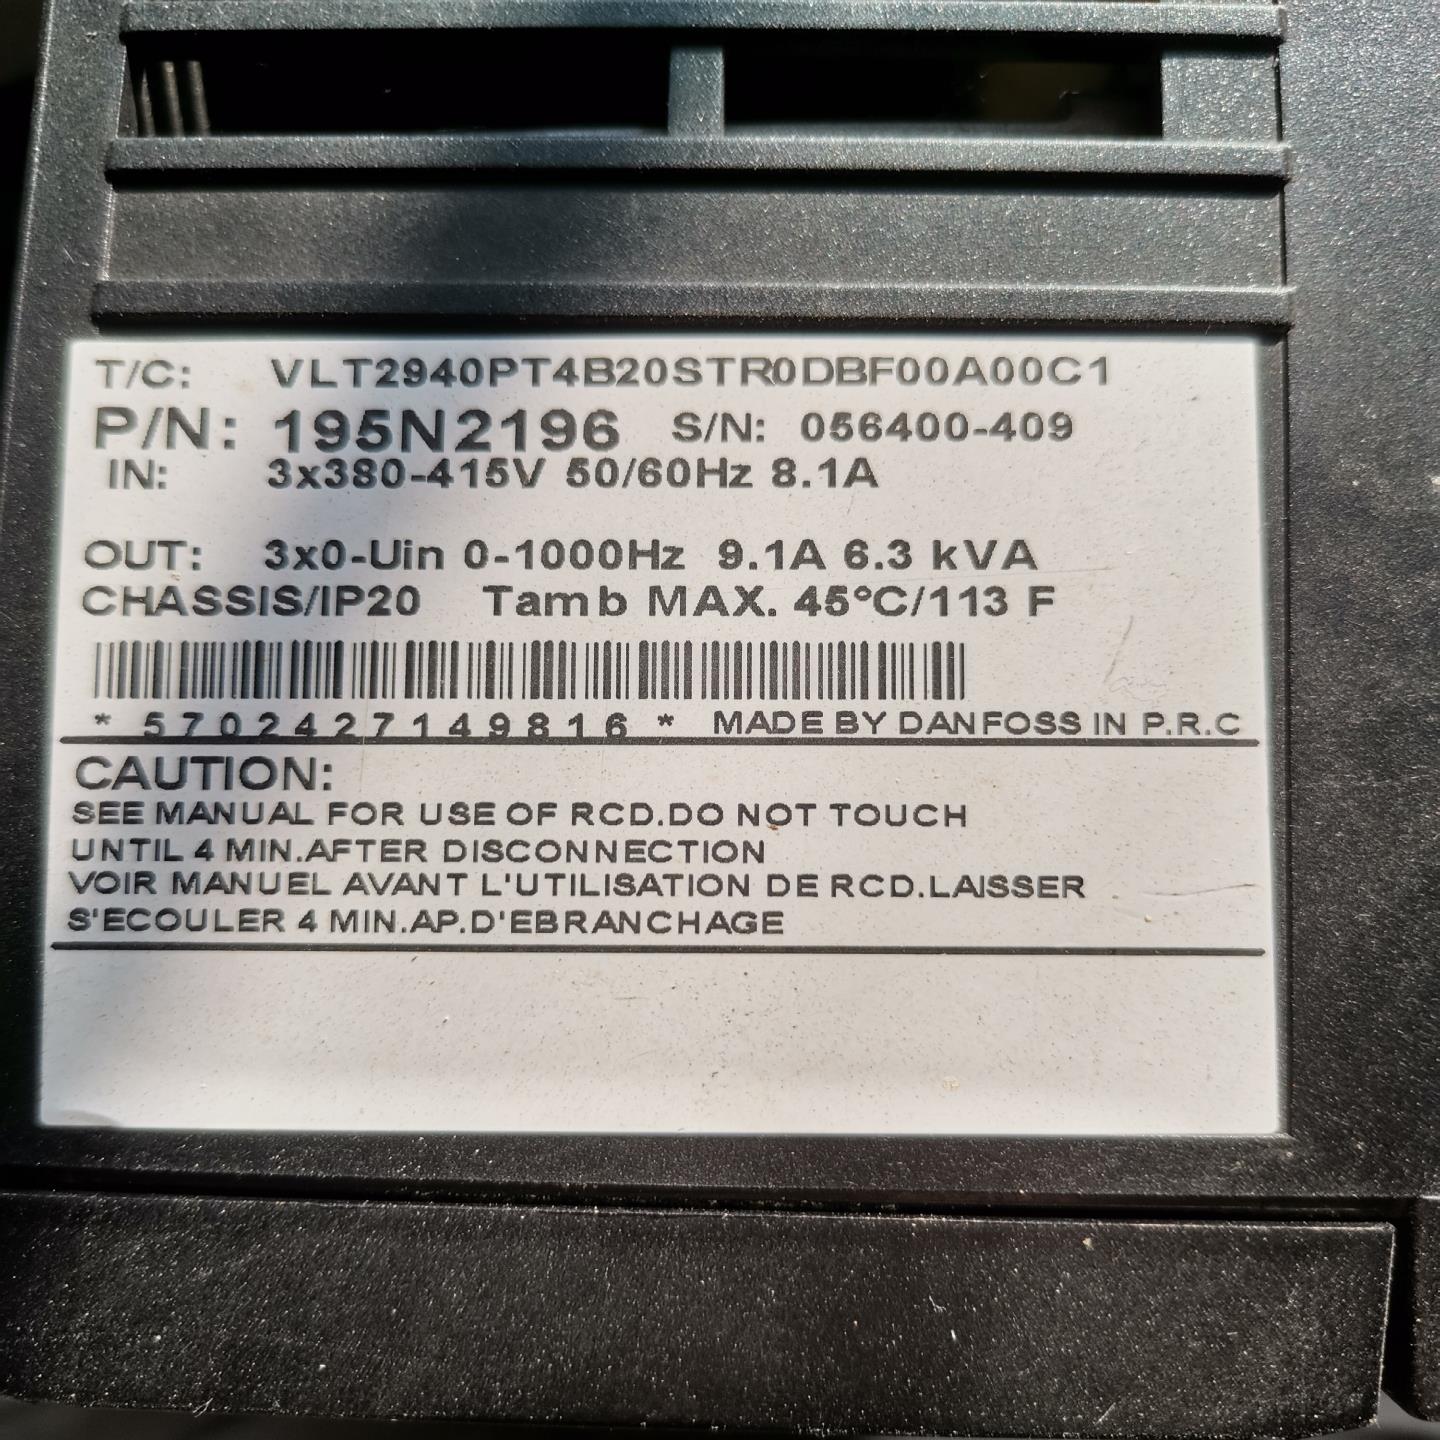 T/C: VLT2940PT4B20STR0DBF00A00C1
P/N: 195N2196 S/N: 056400-409
IN: 3x380-415V 50/60Hz 8.1A
OUT: 3x0-Uin 0-1000Hz 9.1A 6.3 kVA
CHASSIS/IP20 Tamb MAX. 45°C/113 F
* 5702427149816 * MADE BY DANFOSS IN P.R.C
CAUTION:
SEE MANUAL FOR USE OF RCD.DO NOT TOUCH
UNTIL 4 MIN.AFTER DISCONNECTION
VOIR MANUEL AVANT L'UTILISATION DE RCD.LAISSER
S'ECOULER 4 MIN.AP.D'EBRANCHAGE